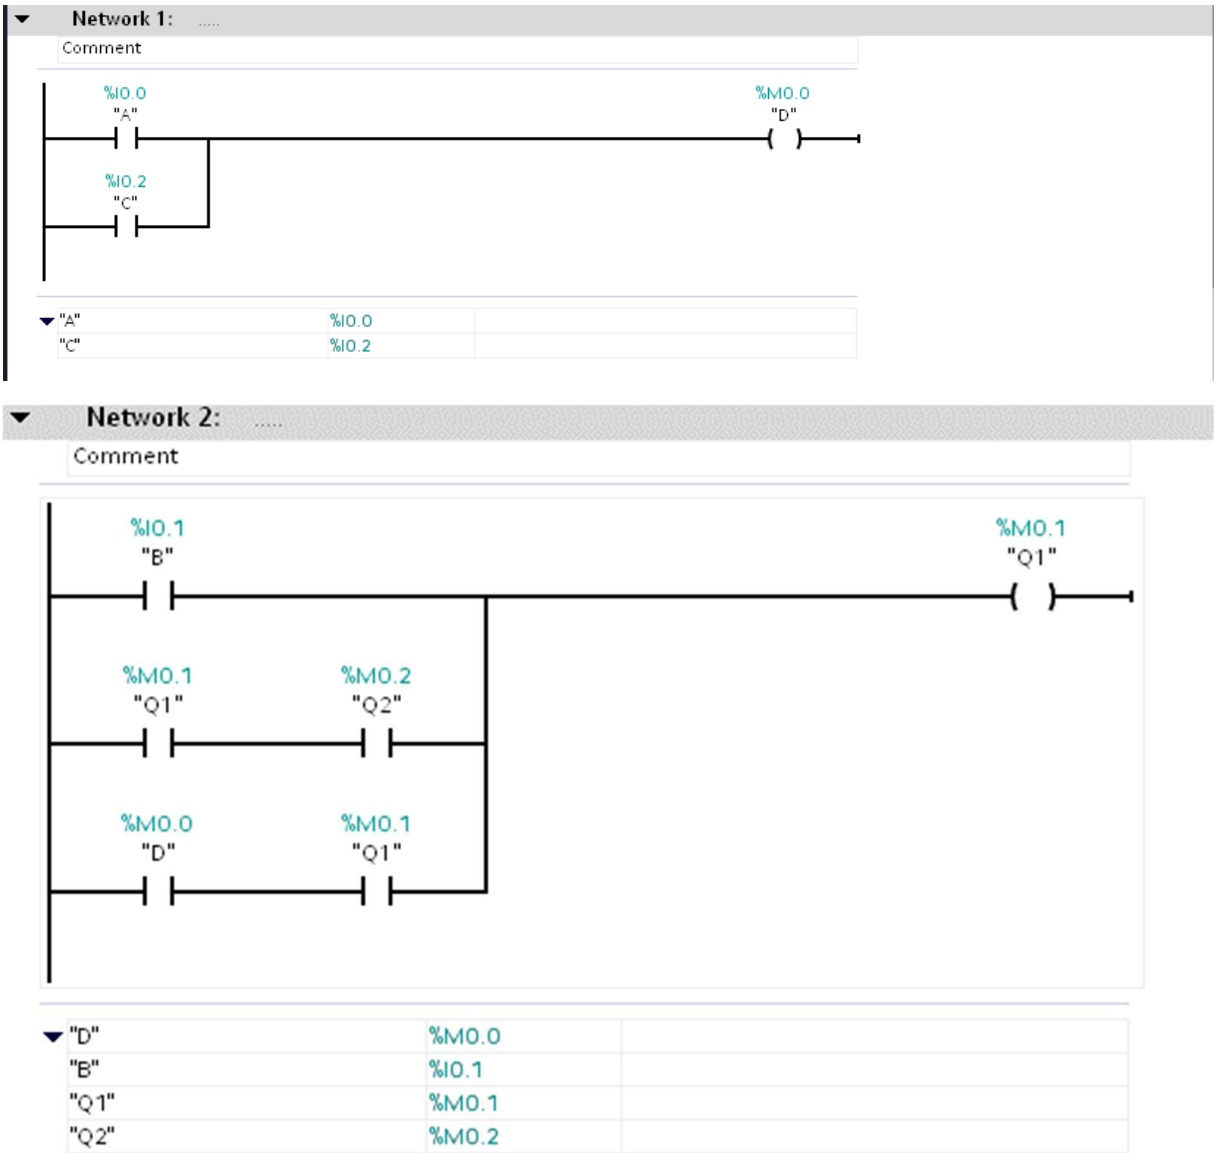 Network 1: .....
Comment
%I0.0 %M0.0
"A" "D"
%I0.2
"C"
"A" %I0.0
"C" %I0.2
Network 2: .....
Comment
%I0.1 %M0.1
"B" "Q1"
%M0.1 %M0.2
"Q1" "Q2"
%M0.0 %M0.1
"D" "Q1"
"D" %M0.0
"B" %I0.1
"Q1" %M0.1
"Q2" %M0.2